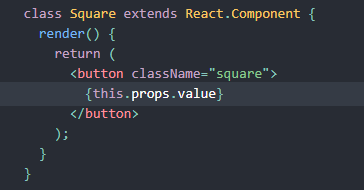 class Square extends React.Component {
  render() {
    return (
      <button className="square">
        {this.props.value}
      </button>
    );
  }
}